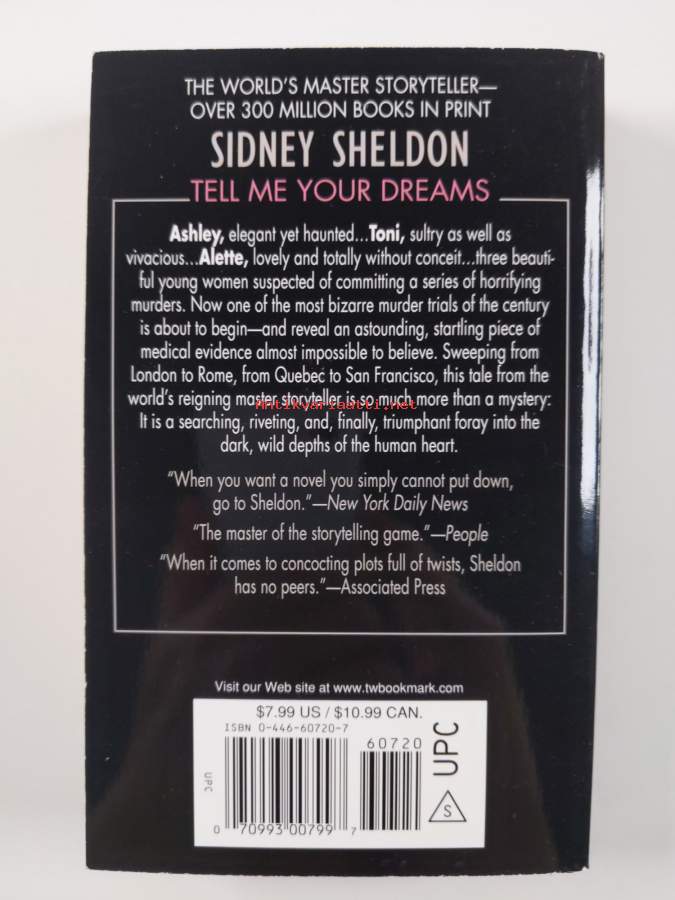 THE WORLD'S MASTER STORYTELLER—
OVER 300 MILLION BOOKS IN PRINT
SIDNEY SHELDON
TELL ME YOUR DREAMS
Ashley, elegant yet haunted...Toni, sultry as well as
vivacious...Alette, lovely and totally without conceit...three beauti-
ful young women suspected of committing a series of horrifying
murders. Now one of the most bizarre murder trials of the century
is about to begin—and reveal an astounding, startling piece of
medical evidence almost impossible to believe. Sweeping from
London to Rome, from Quebec to San Francisco, this tale from the
world's reigning master storyteller is so much more than a mystery:
Antikvariaatti.net
It is a searching, riveting, and, finally, triumphant foray into the
dark, wild depths of the human heart.
"When you want a novel you simply cannot put down,
go to Sheldon."—New York Daily News
"The master of the storytelling game."—People
"When it comes to concocting plots full of twists, Sheldon
has no peers."—Associated Press
Visit our Web site at www.twbookmark.com
$7.99 US / $10.99 CAN.
ISBN 0-446-60720-7
60720
UPC
S
UPC
0 70993 00799 7